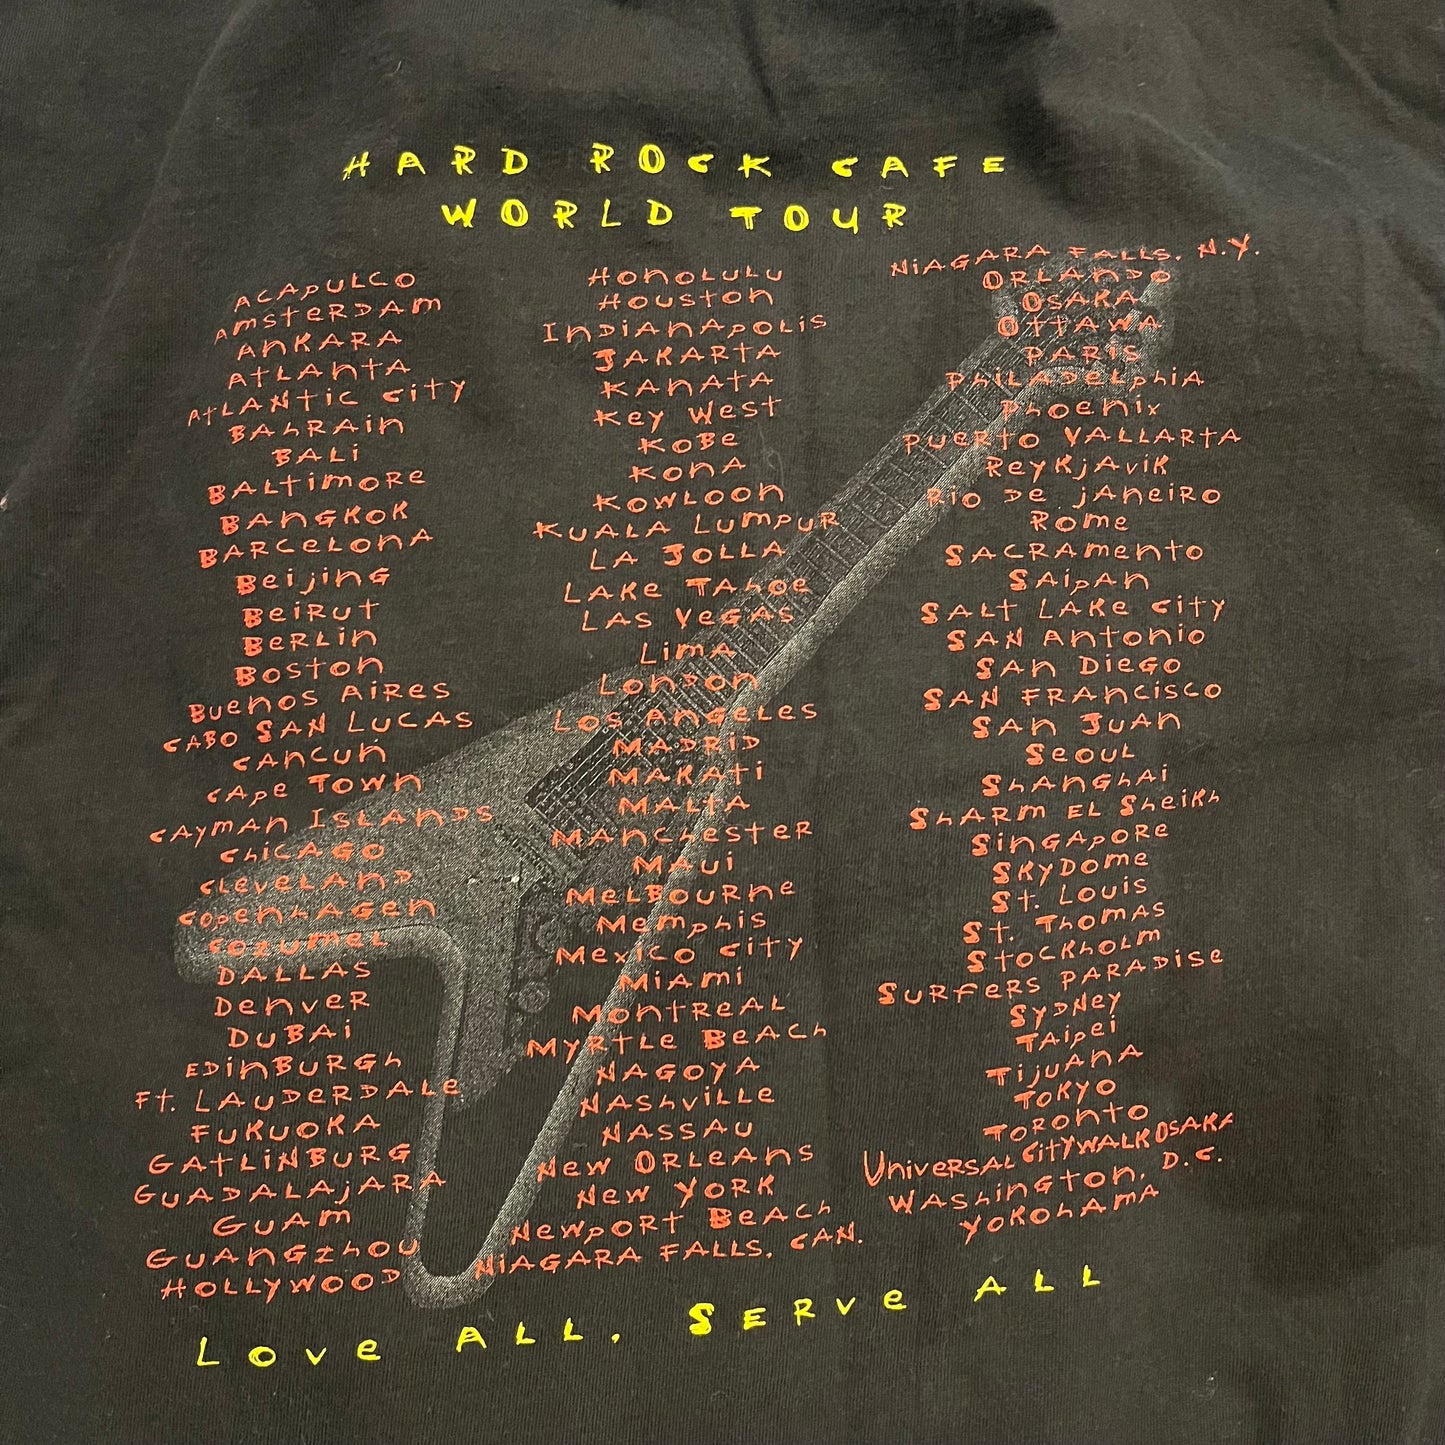 HARD ROCK CAFE
WORLD TOUR
ACAPULCO
AMSTERDAM
ANKARA
ATLANTA
ATLANTIC CITY
BAHRAIN
BALI
BALTIMORE
BANGKOK
BARCELONA
BEIJING
BEIRUT
BERLIN
BOSTON
BUENOS AIRES
CABO SAN LUCAS
CANCUN
CAPE TOWN
CAYMAN ISLANDS
CHICAGO
CLEVELAND
COPENHAGEN
COZUMEL
DALLAS
DENVER
DUBAI
EDINBURGH
FT. LAUDERDALE
FUKUOKA
GATLINBURG
GUADALAJARA
GUAM
GUANGZHOU
HOLLYWOOD
HONOLULU
HOUSTON
INDIANAPOLIS
JAKARTA
KANATA
KEY WEST
KOBE
KONA
KOWLOON
KUALA LUMPUR
LA JOLLA
LAKE TAHOE
LAS VEGAS
LIMA
LONDON
LOS ANGELES
MADRID
MAKATI
MALTA
MANCHESTER
MAUI
MELBOURNE
MEMPHIS
MEXICO CITY
MIAMI
MONTREAL
MYRTLE BEACH
NAGOYA
NASHVILLE
NASSAU
NEW ORLEANS
NEW YORK
NEWPORT BEACH
NIAGARA FALLS, CAN.
NIAGARA FALLS, N.Y.
ORLANDO
OSAKA
OTTAWA
PARIS
PHILADELPHIA
PHOENIX
PUERTO VALLARTA
REYKJAVIK
RIO DE JANEIRO
ROME
SACRAMENTO
SAIPAN
SALT LAKE CITY
SAN ANTONIO
SAN DIEGO
SAN FRANCISCO
SAN JUAN
SEOUL
SHANGHAI
SHARM EL SHEIKH
SINGAPORE
SKYDOME
ST. LOUIS
ST. THOMAS
STOCKHOLM
SURFERS PARADISE
SYDNEY
TAIPEI
TIJUANA
TOKYO
TORONTO
UNIVERSAL CITYWALK OSAKA
WASHINGTON, D.C.
YOKOHAMA
LOVE ALL, SERVE ALL